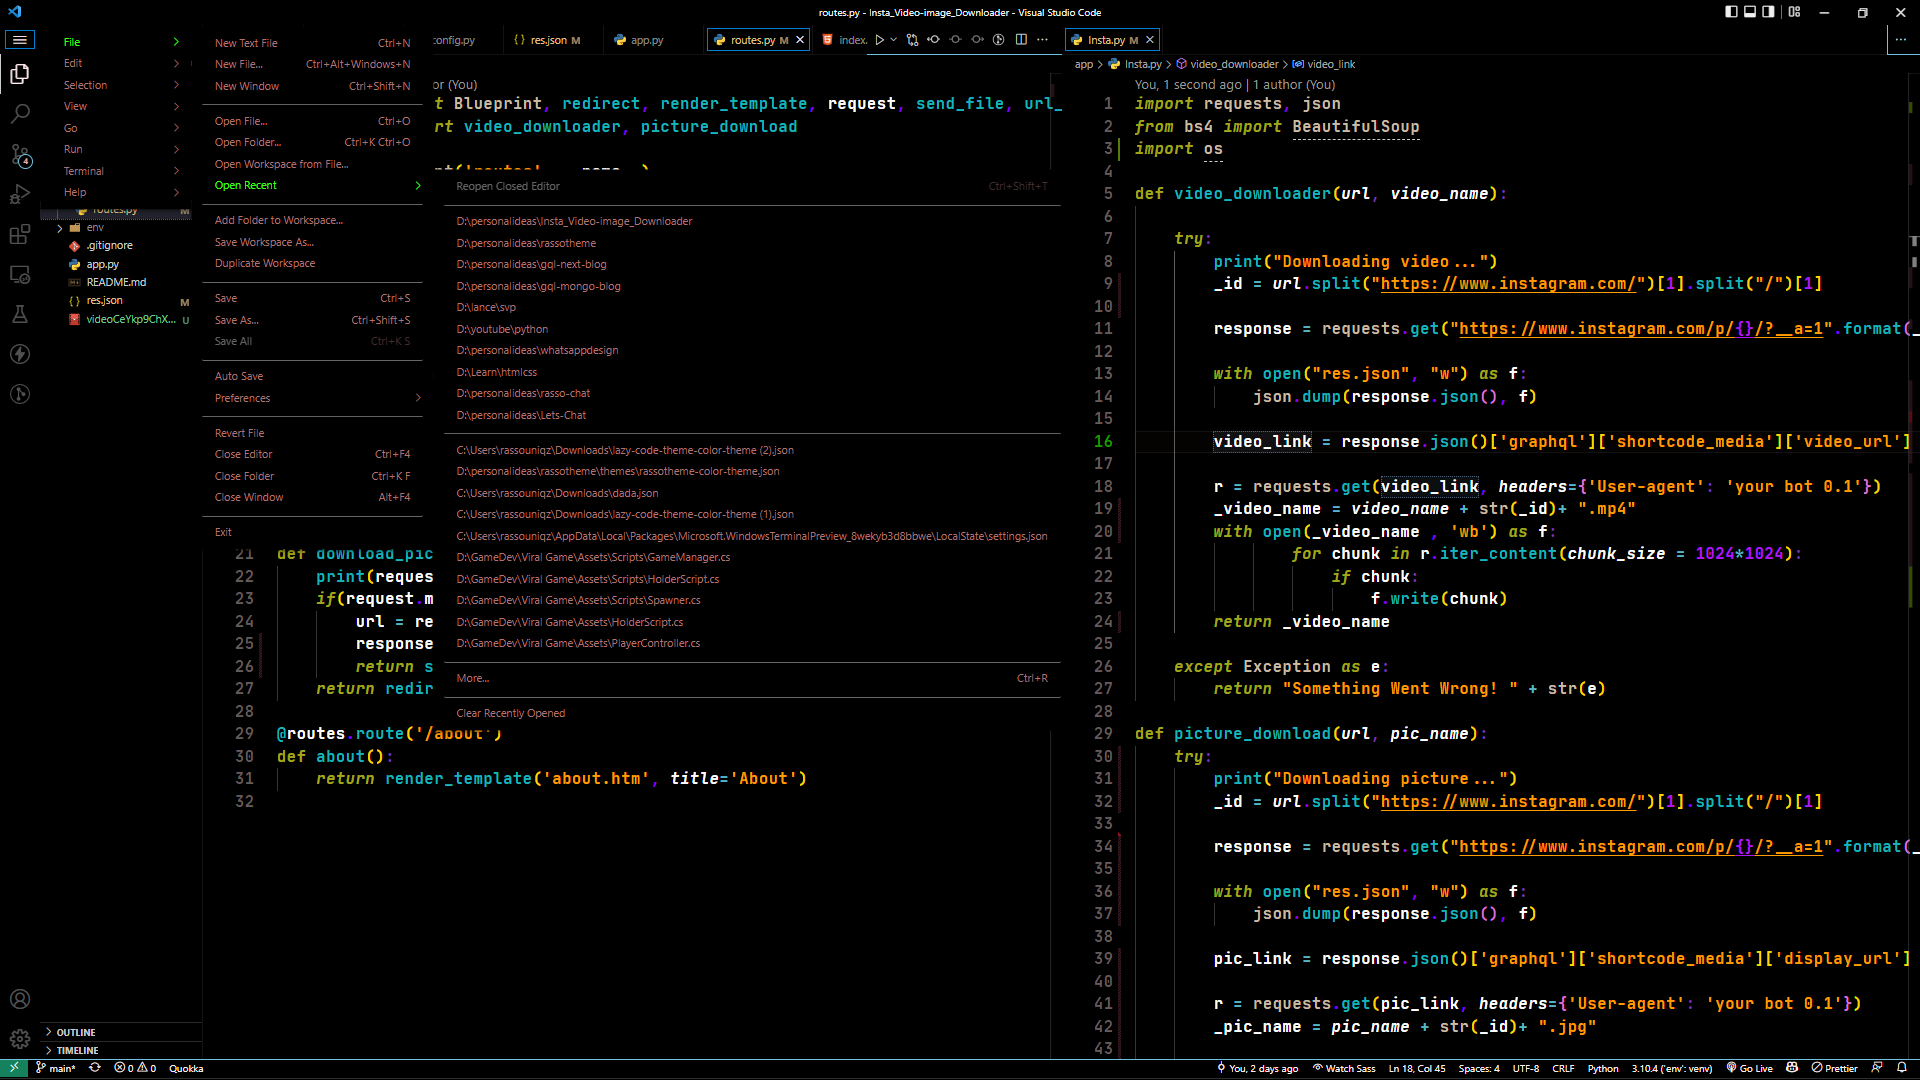 routes.py - Insta_Video-image_Downloader - Visual Studio Code
File
Edit
Selection
View
Go
Run
Terminal
Help
New Text File Ctrl+N
New File... Ctrl+Alt+Windows+N
New Window Ctrl+Shift+N
Open File... Ctrl+O
Open Folder... Ctrl+K Ctrl+O
Open Workspace from File...
Open Recent
Add Folder to Workspace...
Save Workspace As...
Duplicate Workspace
Save Ctrl+S
Save As... Ctrl+Shift+S
Save All Ctrl+K S
Auto Save
Preferences
Revert File
Close Editor Ctrl+F4
Close Folder Ctrl+K F
Close Window Alt+F4
Exit
Reopen Closed Editor Ctrl+Shift+T
D:\personalideas\Insta_Video-image_Downloader
D:\personalideas\rassotheme
D:\personalideas\gql-next-blog
D:\personalideas\gql-mongo-blog
D:\lance\svp
D:\youtube\python
D:\personalideas\whatsappdesign
D:\Learn\htmlcss
D:\personalideas\rasso-chat
D:\personalideas\Lets-Chat
C:\Users\rassouniqz\Downloads\lazy-code-theme-color-theme (2).json
D:\personalideas\rassotheme\themes\rassotheme-color-theme.json
C:\Users\rassouniqz\Downloads\dada.json
C:\Users\rassouniqz\Downloads\lazy-code-theme-color-theme (1).json
C:\Users\rassouniqz\AppData\Local\Packages\Microsoft.WindowsTerminalPreview_8wekyb3d8bbwe\LocalState\settings.json
D:\GameDev\Viral Game\Assets\Scripts\GameManager.cs
D:\GameDev\Viral Game\Assets\Scripts\HolderScript.cs
D:\GameDev\Viral Game\Assets\Scripts\Spawner.cs
D:\GameDev\Viral Game\Assets\HolderScript.cs
D:\GameDev\Viral Game\Assets\PlayerController.cs
More... Ctrl+R
Clear Recently Opened
4
routes.py M
env
.gitignore
app.py
README.md
res.json M
videoCeYkp9ChX... U
OUTLINE
TIMELINE
config.py
{} res.json M
app.py
routes.py M
index.
or (You)
t Blueprint, redirect, render_template, request, send_file, url_
rt video_downloader, picture_download
21 def download_pic
22 print(reques
23 if(request.m
24 url = re
25 response
26 return s
27 return redir
28
29 @routes.route('/about')
30 def about():
31 return render_template('about.htm', title='About')
32
Insta.py M
app > Insta.py > video_downloader > video_link
You, 1 second ago | 1 author (You)
1 import requests, json
2 from bs4 import BeautifulSoup
3 import os
4
5 def video_downloader(url, video_name):
6
7 try:
8 print("Downloading video...")
9 _id = url.split("https://www.instagram.com/")[1].split("/")[1]
10
11 response = requests.get("https://www.instagram.com/p/{}/?__a=1".format(_
12
13 with open("res.json", "w") as f:
14 json.dump(response.json(), f)
15
16 video_link = response.json()['graphql']['shortcode_media']['video_url']
17
18 r = requests.get(video_link, headers={'User-agent': 'your bot 0.1'})
19 _video_name = video_name + str(_id)+ ".mp4"
20 with open(_video_name , 'wb') as f:
21 for chunk in r.iter_content(chunk_size = 1024*1024):
22 if chunk:
23 f.write(chunk)
24 return _video_name
25
26 except Exception as e:
27 return "Something Went Wrong! " + str(e)
28
29 def picture_download(url, pic_name):
30 try:
31 print("Downloading picture...")
32 _id = url.split("https://www.instagram.com/")[1].split("/")[1]
33
34 response = requests.get("https://www.instagram.com/p/{}/?__a=1".format(_
35
36 with open("res.json", "w") as f:
37 json.dump(response.json(), f)
38
39 pic_link = response.json()['graphql']['shortcode_media']['display_url']
40
41 r = requests.get(pic_link, headers={'User-agent': 'your bot 0.1'})
42 _pic_name = pic_name + str(_id)+ ".jpg"
43
main* 0 0 Quokka
You, 2 days ago Watch Sass Ln 18, Col 45 Spaces: 4 UTF-8 CRLF Python 3.10.4 ('env': venv) Go Live Prettier